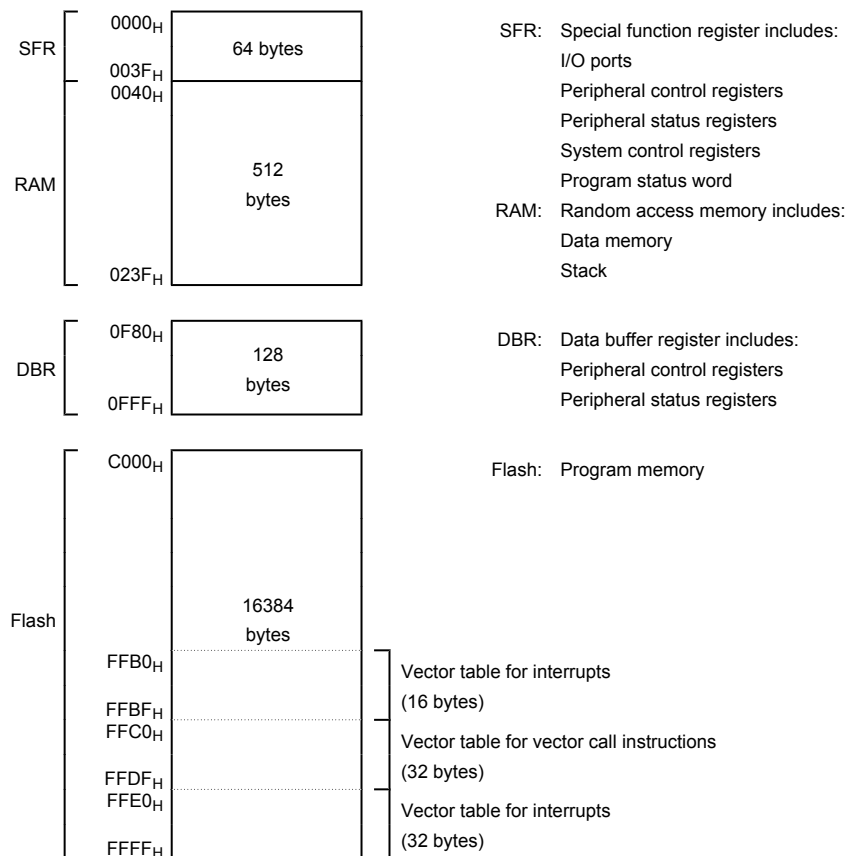 0000H
SFR
64 bytes
003FH
0040H
RAM
512
bytes
023FH
0F80H
DBR
128
bytes
0FFFH
C000H
Flash
16384
bytes
FFB0H
FFBFH
FFC0H
FFDFH
FFE0H
FFFFH
Vector table for interrupts
(16 bytes)
Vector table for vector call instructions
(32 bytes)
Vector table for interrupts
(32 bytes)
SFR: Special function register includes:
I/O ports
Peripheral control registers
Peripheral status registers
System control registers
Program status word
RAM: Random access memory includes:
Data memory
Stack
DBR: Data buffer register includes:
Peripheral control registers
Peripheral status registers
Flash: Program memory